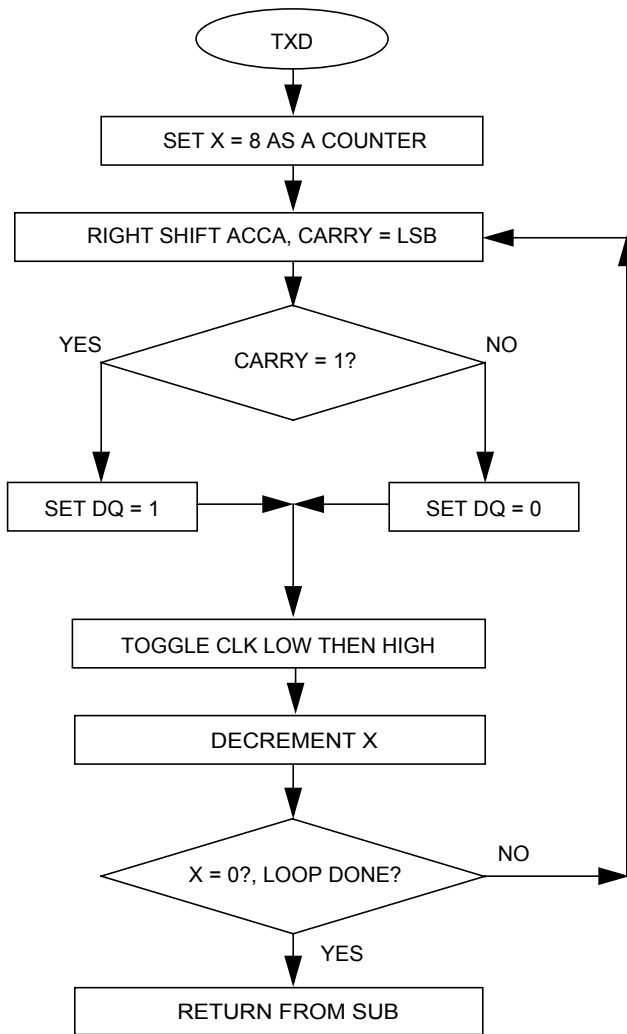 TXD
SET X = 8 AS A COUNTER
RIGHT SHIFT ACCA, CARRY = LSB
YES
NO
CARRY = 1?
SET DQ = 1
SET DQ = 0
TOGGLE CLK LOW THEN HIGH
DECREMENT X
X = 0?, LOOP DONE?
NO
YES
RETURN FROM SUB